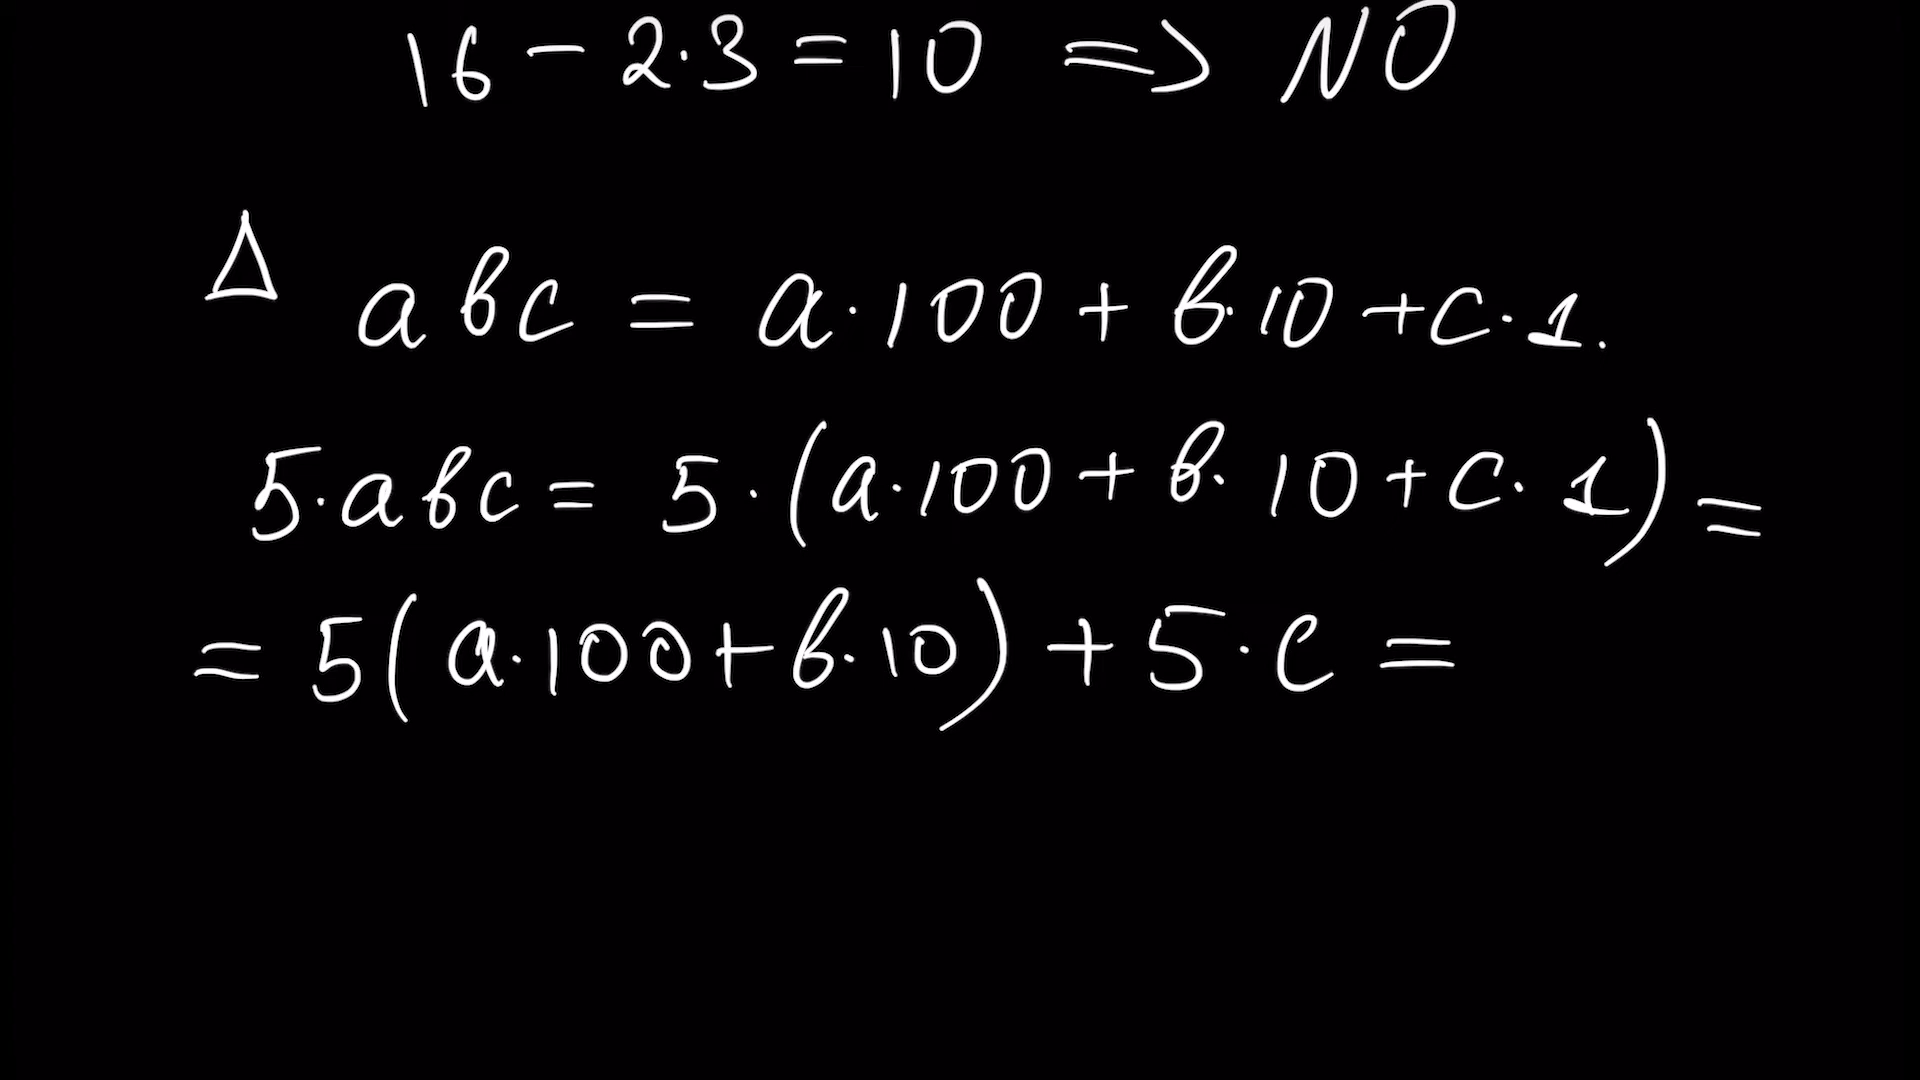 16 - 2·3 = 10 => NO
Δ abc = a·100 + b·10 + c·1.
5·abc = 5·(a·100 + b·10 + c·1) =
= 5(a·100 + b·10) + 5·c =